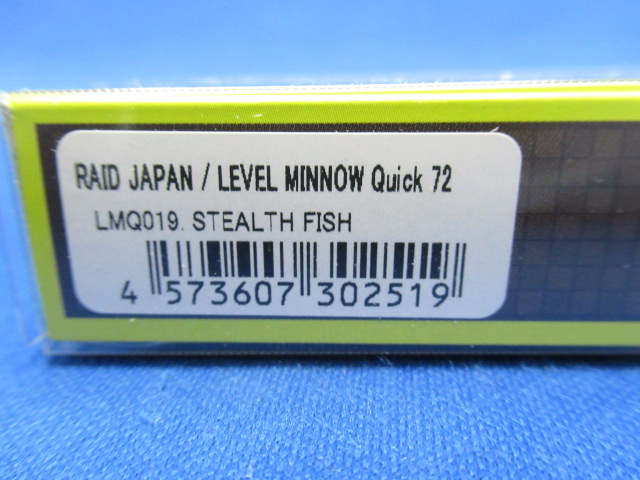 RAID JAPAN / LEVEL MINNOW Quick 72
LMQ019. STEALTH FISH
4 573607 302519